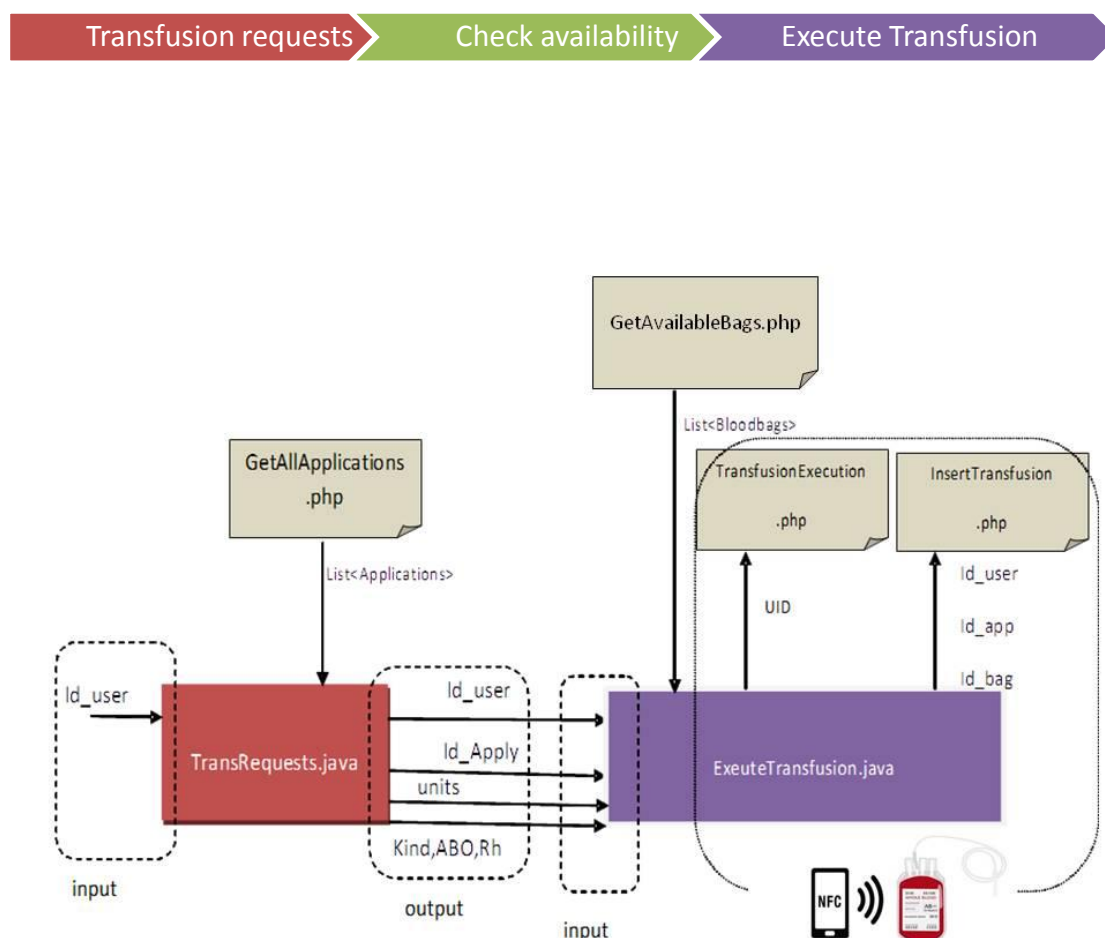 Transfusion requests
Check availability
Execute Transfusion
GetAvailableBags.php
List<Bloodbags>
GetAllApplications
.php
TransfusionExecution
.php
InsertTransfusion
.php
List<Applications>
UID
Id_user
Id_app
Id_bag
Id_user
Id_user
Id_Apply
units
Kind,ABO,Rh
TransRequests.java
ExeuteTransfusion.java
input
output
input
NFC